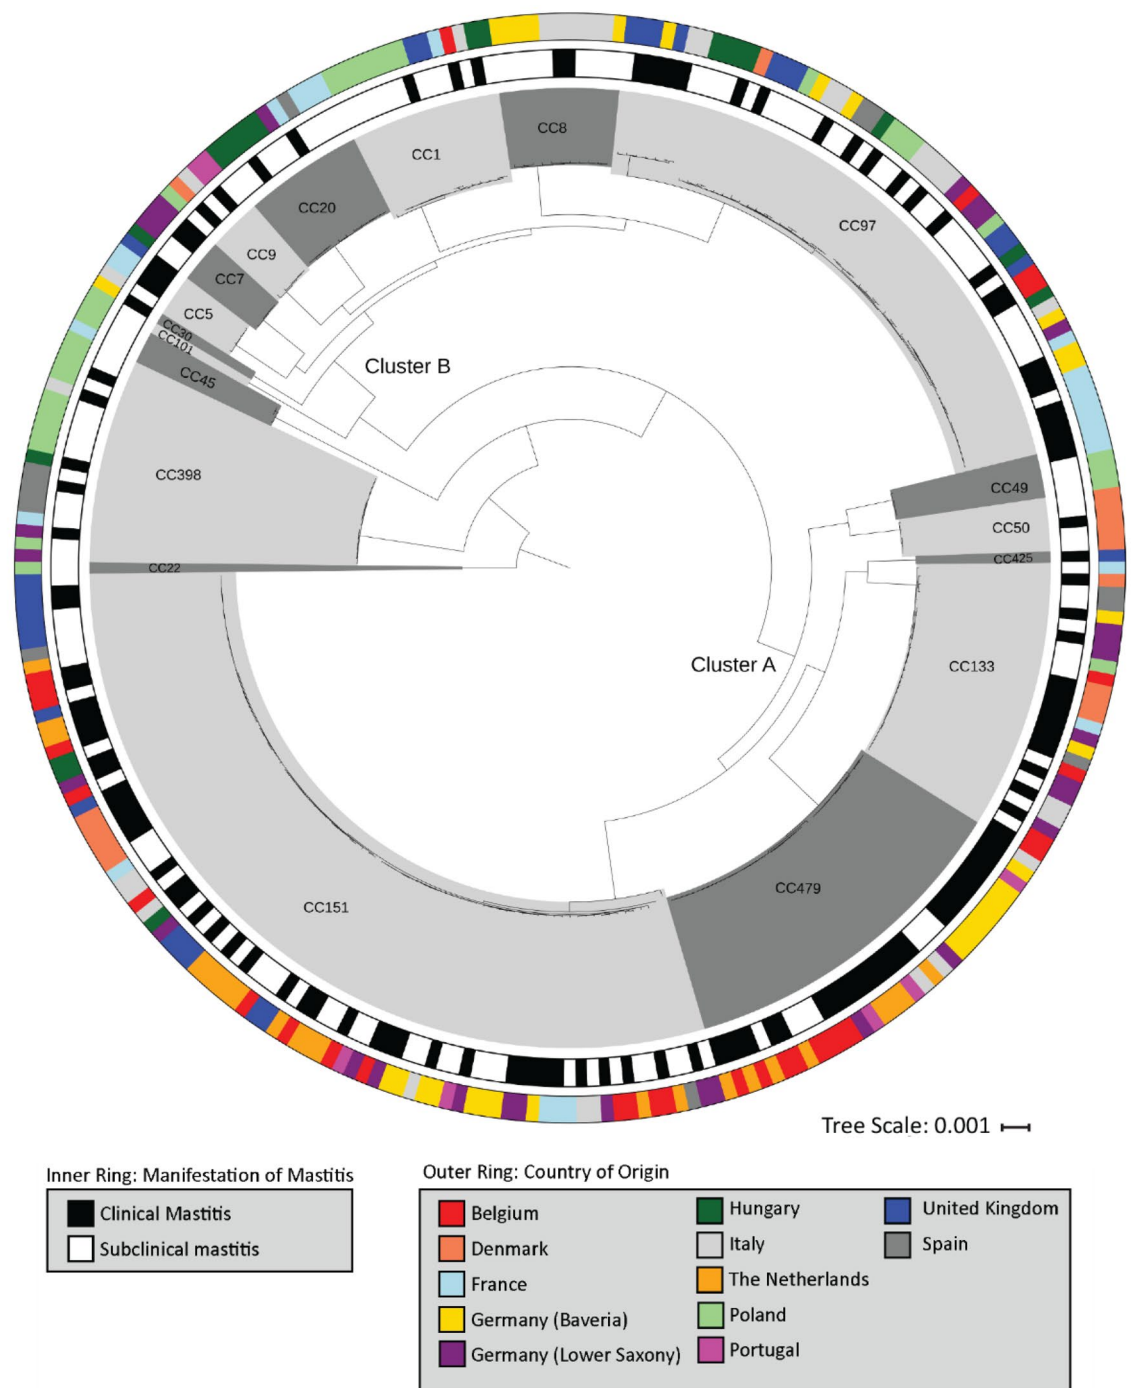 CC8
CC1
CC20
CC97
CC9
CC7
CC5
CC30
CC101
CC45
Cluster B
CC398
CC49
CC50
CC425
CC22
Cluster A
CC133
CC479
CC151
Tree Scale: 0.001
Inner Ring: Manifestation of Mastitis
Clinical Mastitis
Subclinical mastitis
Outer Ring: Country of Origin
Belgium
Denmark
France
Germany (Baveria)
Germany (Lower Saxony)
Hungary
Italy
The Netherlands
Poland
Portugal
United Kingdom
Spain